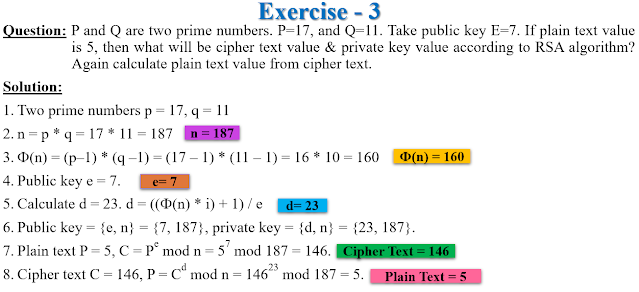 Exercise - 3
Question: P and Q are two prime numbers. P=17, and Q=11. Take public key E=7. If plain text value
is 5, then what will be cipher text value & private key value according to RSA algorithm?
Again calculate plain text value from cipher text.
Solution:
1. Two prime numbers p = 17, q = 11
2. n = p * q = 17 * 11 = 187 n = 187
3. Φ(n) = (p–1) * (q –1) = (17 – 1) * (11 – 1) = 16 * 10 = 160 Φ(n) = 160
4. Public key e = 7. e= 7
5. Calculate d = 23. d = ((Φ(n) * i) + 1) / e d= 23
6. Public key = {e, n} = {7, 187}, private key = {d, n} = {23, 187}.
7. Plain text P = 5, C = P^e mod n = 5^7 mod 187 = 146. Cipher Text = 146
8. Cipher text C = 146, P = C^d mod n = 146^23 mod 187 = 5. Plain Text = 5